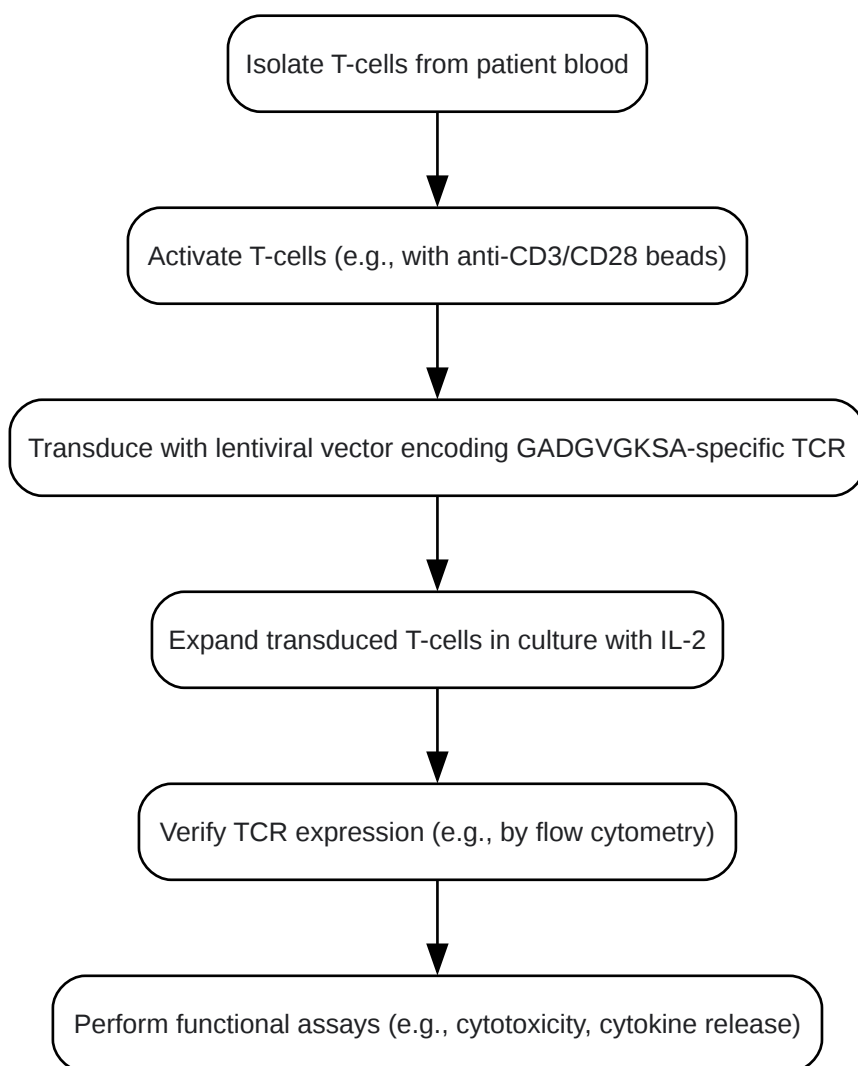 Isolate T-cells from patient blood
Activate T-cells (e.g., with anti-CD3/CD28 beads)
Transduce with lentiviral vector encoding GADGVGKSA-specific TCR
Expand transduced T-cells in culture with IL-2
Verify TCR expression (e.g., by flow cytometry)
Perform functional assays (e.g., cytotoxicity, cytokine release)